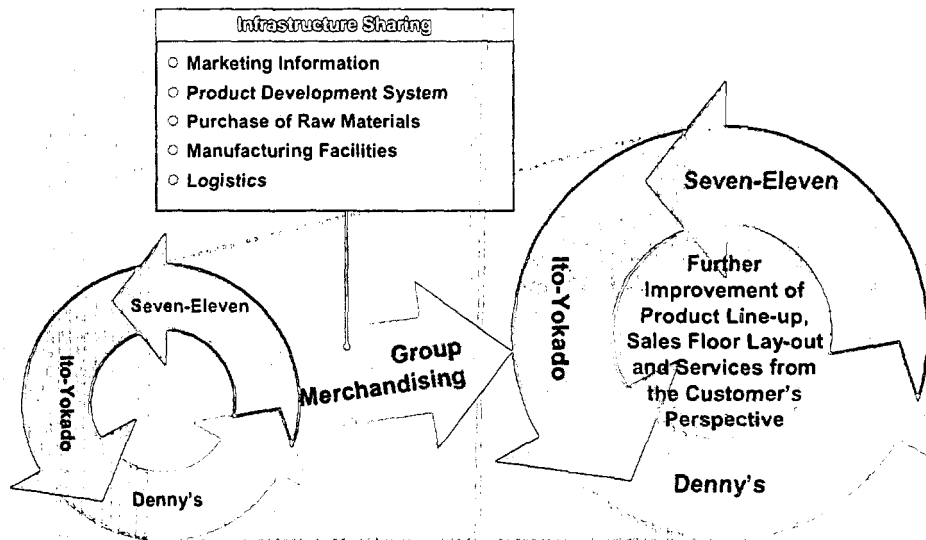 Infrastructure Sharing
○ Marketing Information
○ Product Development System
○ Purchase of Raw Materials
○ Manufacturing Facilities
○ Logistics
Seven-Eleven
Ito-Yokado
Denny's
Group
Merchandising
Seven-Eleven
Ito-Yokado
Further
Improvement of
Product Line-up,
Sales Floor Lay-out
and Services from
the Customer's
Perspective
Denny's